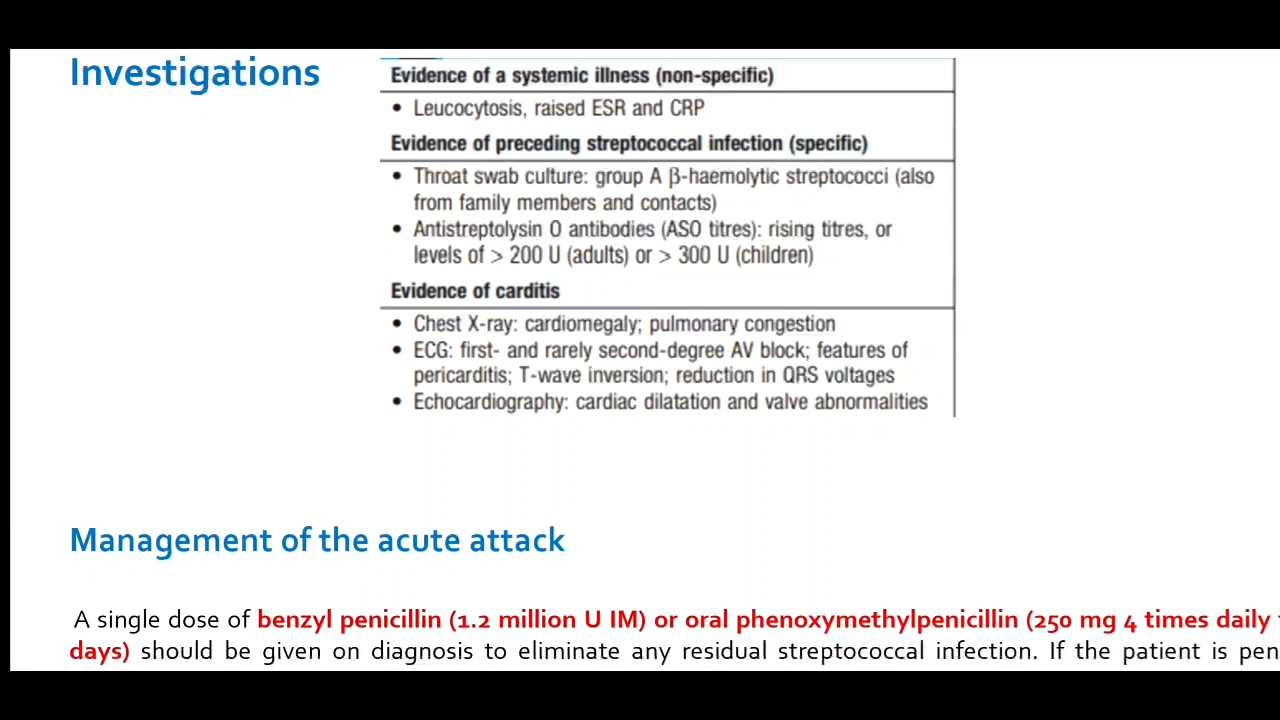 Investigations
Evidence of a systemic illness (non-specific)
• Leucocytosis, raised ESR and CRP
Evidence of preceding streptococcal infection (specific)
• Throat swab culture: group A β-haemolytic streptococci (also
from family members and contacts)
• Antistreptolysin O antibodies (ASO titres): rising titres, or
levels of > 200 U (adults) or > 300 U (children)
Evidence of carditis
• Chest X-ray: cardiomegaly; pulmonary congestion
• ECG: first- and rarely second-degree AV block; features of
pericarditis; T-wave inversion; reduction in QRS voltages
• Echocardiography: cardiac dilatation and valve abnormalities
Management of the acute attack
A single dose of benzyl penicillin (1.2 million U IM) or oral phenoxymethylpenicillin (250 mg 4 times daily
days) should be given on diagnosis to eliminate any residual streptococcal infection. If the patient is pen